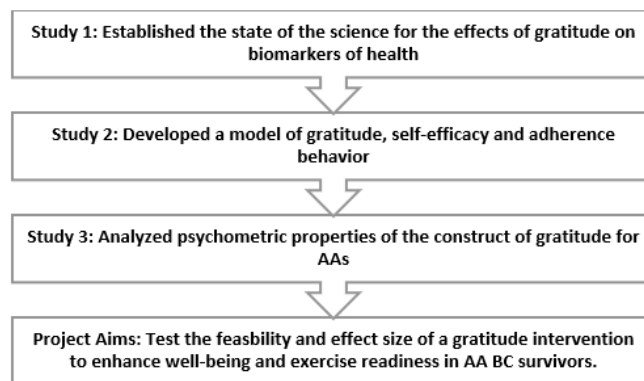 Study 1: Established the state of the science for the effects of gratitude on
biomarkers of health
Study 2: Developed a model of gratitude, self-efficacy and adherence
behavior
Study 3: Analyzed psychometric properties of the construct of gratitude for
AAs
Project Aims: Test the feasbility and effect size of a gratitude intervention
to enhance well-being and exercise readiness in AA BC survivors.